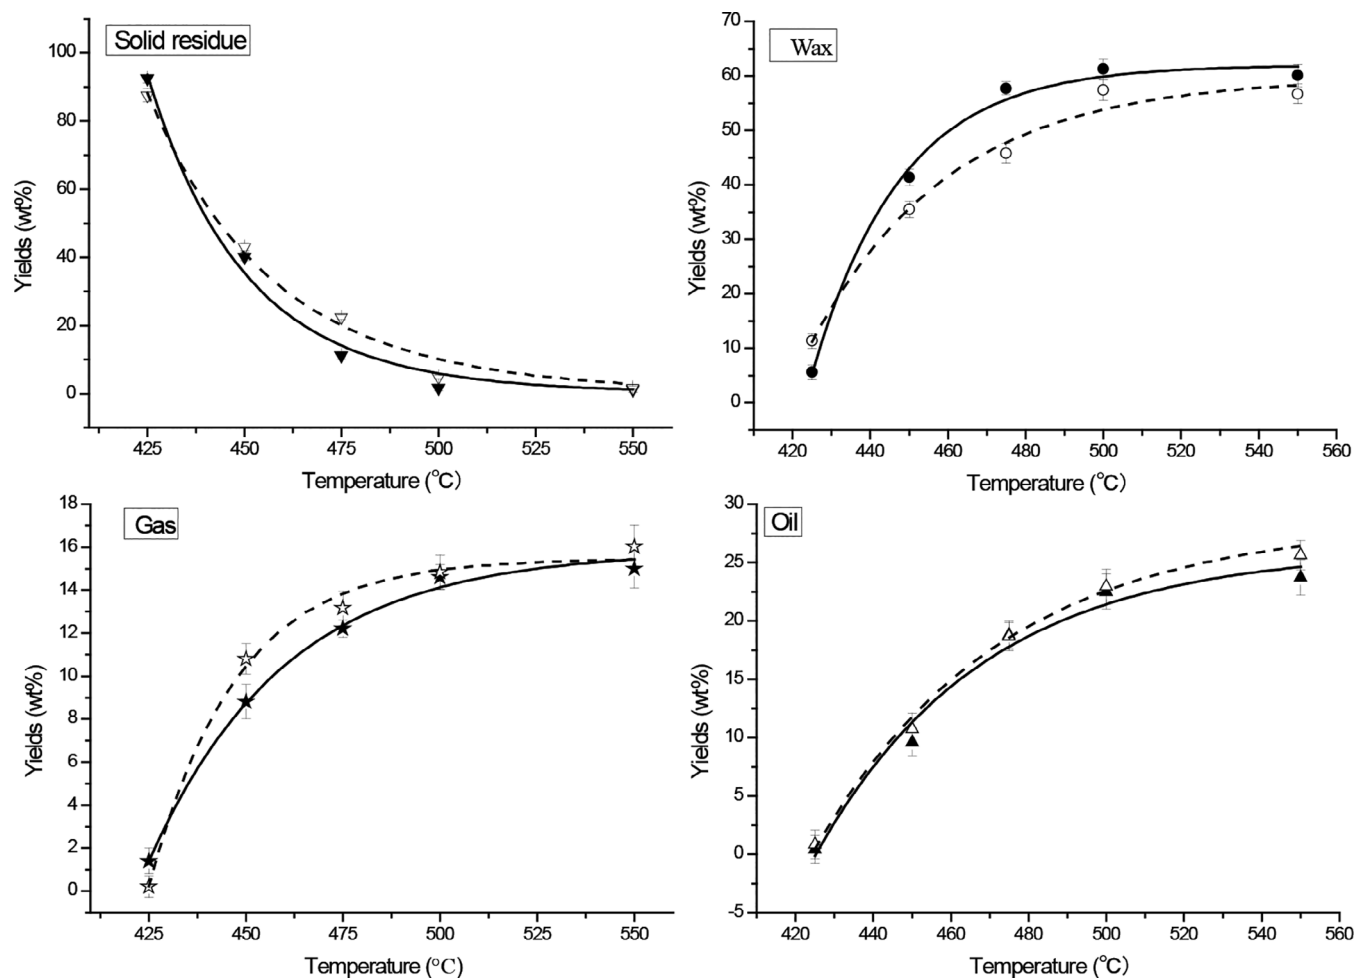 Solid residue
100
80
60
40
20
0
Yields (wt%)
425 450 475 500 525 550
Temperature (℃)
Wax
70
60
50
40
30
20
10
0
Yields (wt%)
420 440 460 480 500 520 540 560
Temperature (℃)
Gas
18
16
14
12
10
8
6
4
2
0
Yields (wt%)
425 450 475 500 525 550
Temperature (°C)
Oil
30
25
20
15
10
5
0
-5
Yields (wt%)
420 440 460 480 500 520 540 560
Temperature (℃)